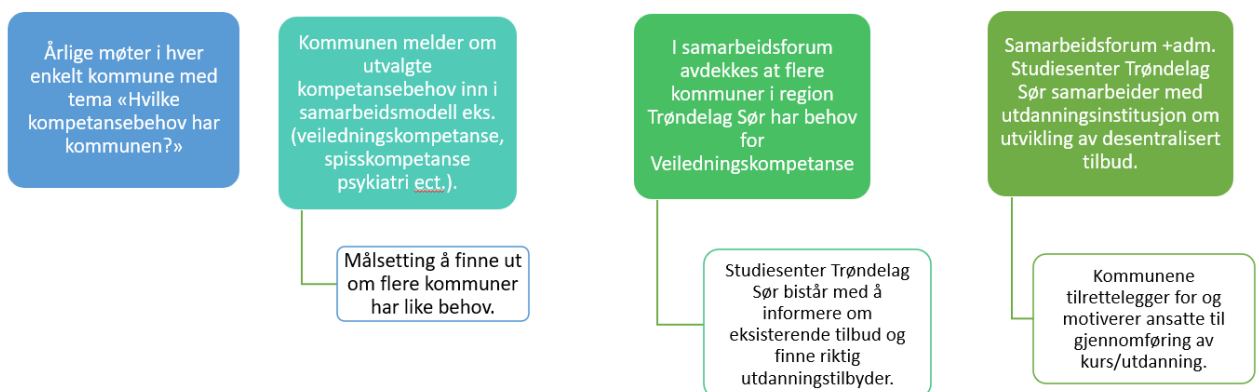 Årlige møter i hver
enkelt kommune med
tema «Hvilke
kompetansebehov har
kommunen?»
Kommunen melder om
utvalgte
kompetansebehov inn i
samarbeidsmodell eks.
(veiledningskompetanse,
spisskompetanse
psykiatri ect.).
Målsetting å finne ut
om flere kommuner
har like behov.
I samarbeidsforum
avdekkes at flere
kommuner i region
Trøndelag Sør har behov
for
Veiledningskompetanse
Studiesenter Trøndelag
Sør bistår med å
informere om
eksisterende tilbud og
finne riktig
utdanningstilbyder.
Samarbeidsforum +adm.
Studiesenter Trøndelag
Sør samarbeider med
utdanningsinstitusjon om
utvikling av desentralisert
tilbud.
Kommunene
tilrettelegger for og
motiverer ansatte til
gjennomføring av
kurs/utdanning.